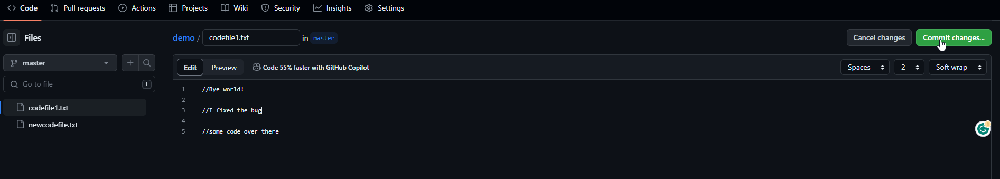 Code Pull requests Actions Projects Wiki Security Insights Settings
Files
demo / codefile1.txt in master
Cancel changes Commit changes...
master
Edit Preview Code 55% faster with GitHub Copilot
Spaces 2 Soft wrap
Go to file t
codefile1.txt
newcodefile.txt
1 //Bye world!
2
3 //I fixed the bug
4
5 //some code over there
1